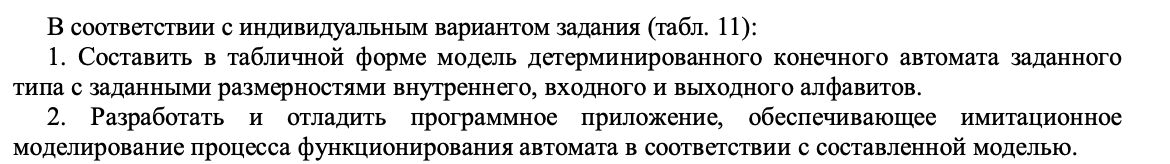 В соответствии с индивидуальным вариантом задания (табл. 11):
1. Составить в табличной форме модель детерминированного конечного автомата заданного
типа с заданными размерностями внутреннего, входного и выходного алфавитов.
2. Разработать и отладить программное приложение, обеспечивающее имитационное
моделирование процесса функционирования автомата в соответствии с составленной моделью.